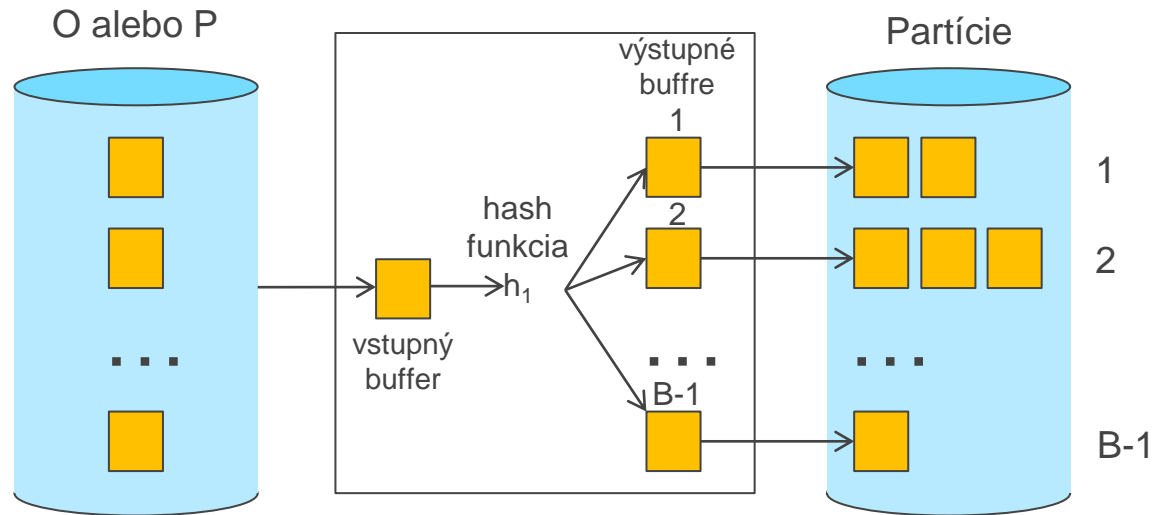 O alebo P
výstupné
buffre
Partície
1
1
hash
funkcia
h₁
2
2
vstupný
buffer
. . .
. . .
. . .
B-1
B-1